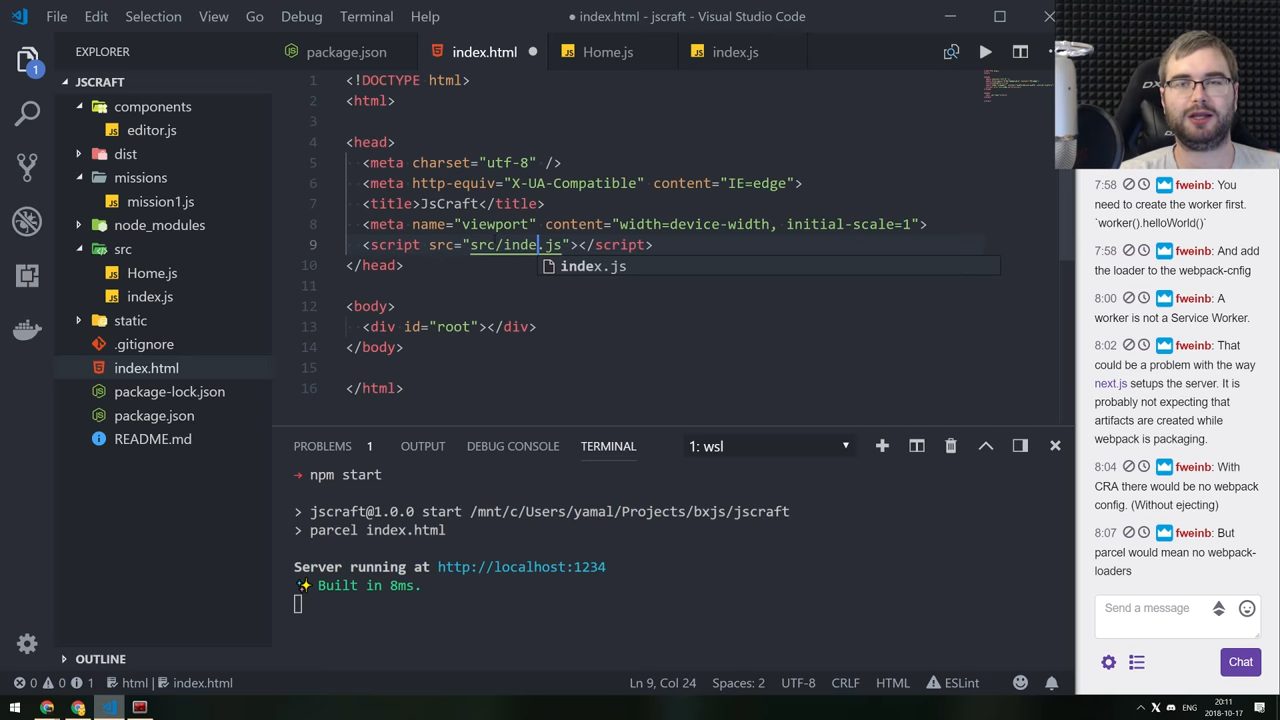 File Edit Selection View Go Debug Terminal Help
● index.html - jscraft - Visual Studio Code
EXPLORER
package.json index.html Home.js index.js
1
JSCRAFT
components
editor.js
dist
missions
mission1.js
node_modules
src
Home.js
index.js
static
.gitignore
index.html
package-lock.json
package.json
README.md
OUTLINE
1 <!DOCTYPE html>
2 <html>
3
4 <head>
5 <meta charset="utf-8" />
6 <meta http-equiv="X-UA-Compatible" content="IE=edge">
7 <title>JsCraft</title>
8 <meta name="viewport" content="width=device-width, initial-scale=1">
9 <script src="src/inde.js"></script>
index.js
10 </head>
11
12 <body>
13 <div id="root"></div>
14 </body>
15
16 </html>
PROBLEMS 1 OUTPUT DEBUG CONSOLE TERMINAL 1: wsl
→ npm start
> jscraft@1.0.0 start /mnt/c/Users/yamal/Projects/bxjs/jscraft
> parcel index.html
Server running at http://localhost:1234
✨ Built in 8ms.
0 0 1 html index.html Ln 9, Col 24 Spaces: 2 UTF-8 CRLF HTML ESLint
DX
7:58 fweinb: You
need to create the worker first.
`worker().helloWorld()`
7:58 fweinb: And add
the loader to the webpack-cnfig
8:00 fweinb: A
worker is not a Service Worker.
8:02 fweinb: That
could be a problem with the way
next.js setups the server. It is
probably not expecting that
artifacts are created while
webpack is packaging.
8:04 fweinb: With
CRA there would be no webpack
config. (Without ejecting)
8:07 fweinb: But
parcel would mean no webpack-
loaders
Send a message
Chat
ENG
20:11
2018-10-17